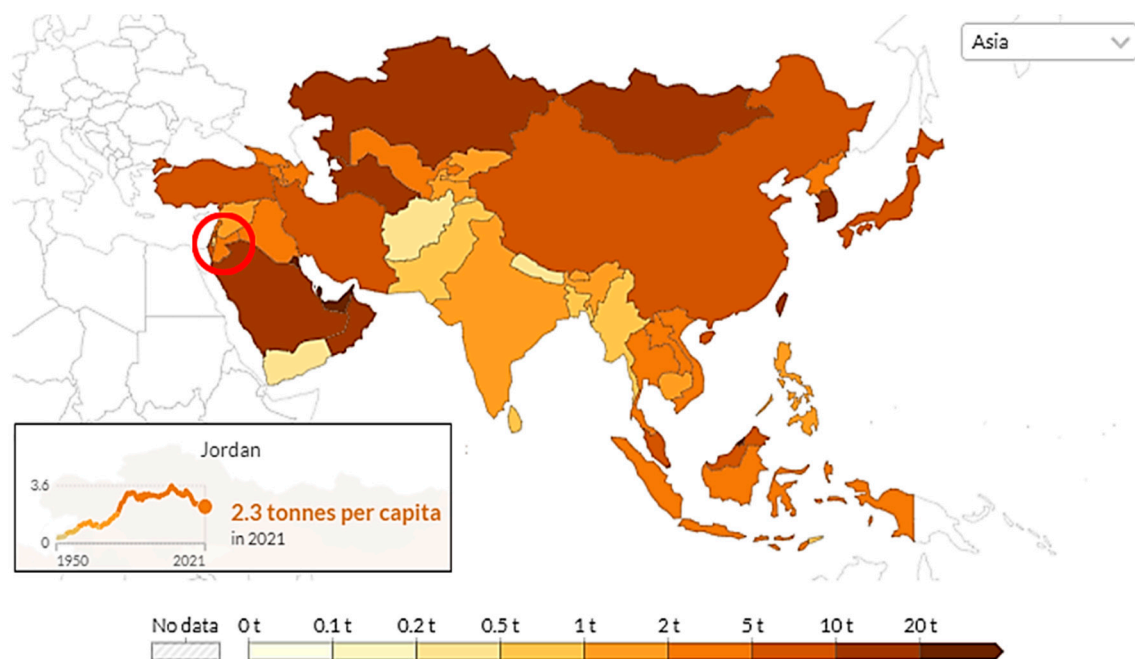 Asia
Jordan
3.6
2.3 tonnes per capita
in 2021
0
1950
2021
No data
0 t
0.1 t
0.2 t
0.5 t
1 t
2 t
5 t
10 t
20 t